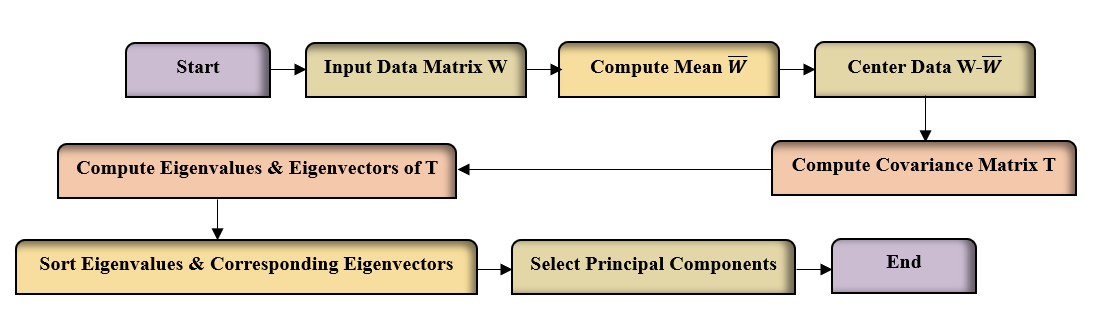 Start
Input Data Matrix W
Compute Mean W̅
Center Data W-W̅
Compute Covariance Matrix T
Compute Eigenvalues & Eigenvectors of T
Sort Eigenvalues & Corresponding Eigenvectors
Select Principal Components
End